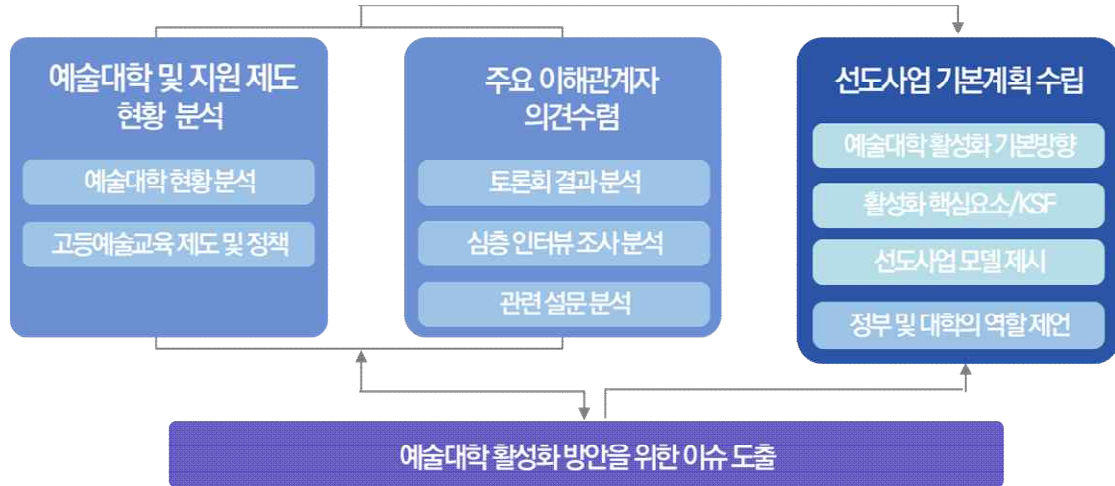 예술대학 및 지원 제도
현황 분석
예술대학 현황 분석
고등예술교육 제도 및 정책
주요 이해관계자
의견수렴
토론회 결과 분석
심층 인터뷰 조사 분석
관련 설문 분석
선도사업 기본계획 수립
예술대학 활성화 기본방향
활성화 핵심요소/KSF
선도사업 모델 제시
정부 및 대학의 역할 제언
예술대학 활성화 방안을 위한 이슈 도출